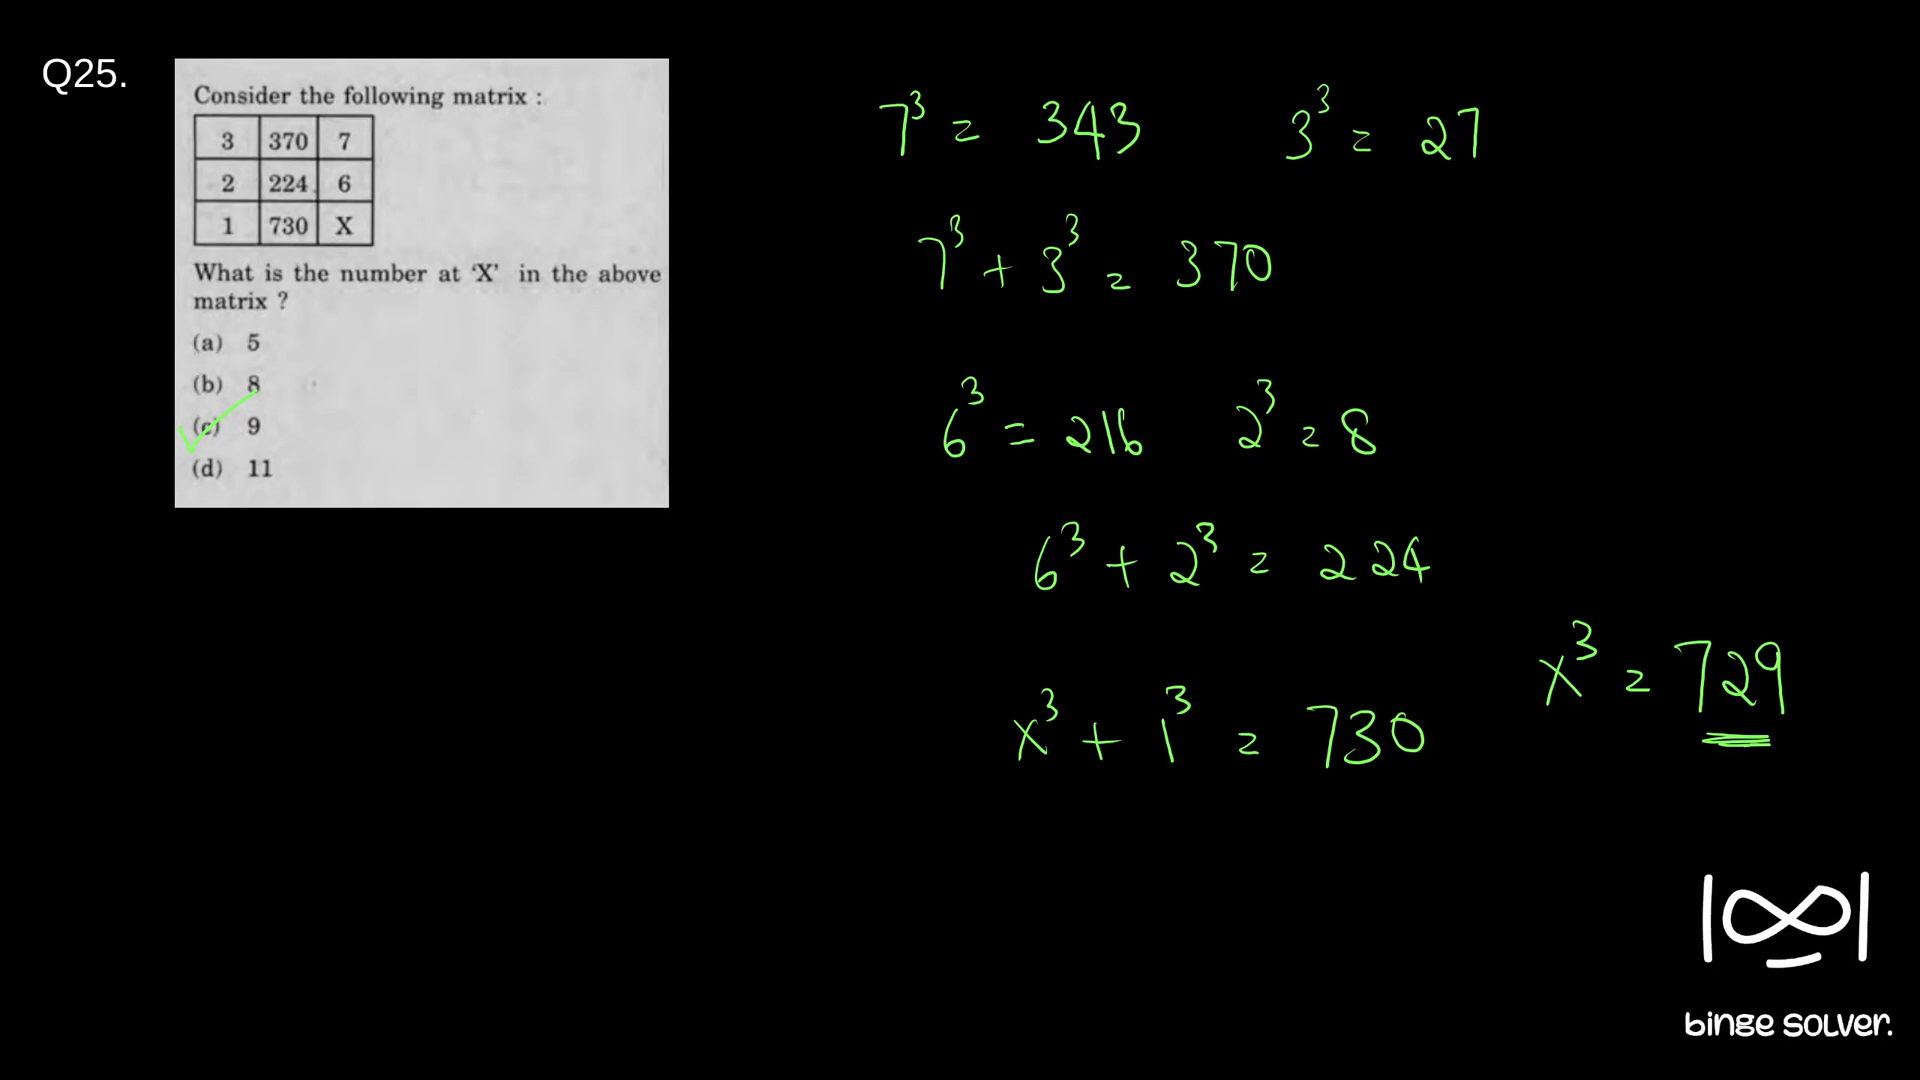 Q25.
Consider the following matrix :
3 370 7
2 224 6
1 730 X
What is the number at ‘X’ in the above
matrix ?
(a) 5
(b) 8
(c) 9
(d) 11
7³ = 343 3³ = 27
7³ + 3³ = 370
6³ = 216 2³ = 8
6³ + 2³ = 224
x³ + 1³ = 730
x³ = 729
binge solver.